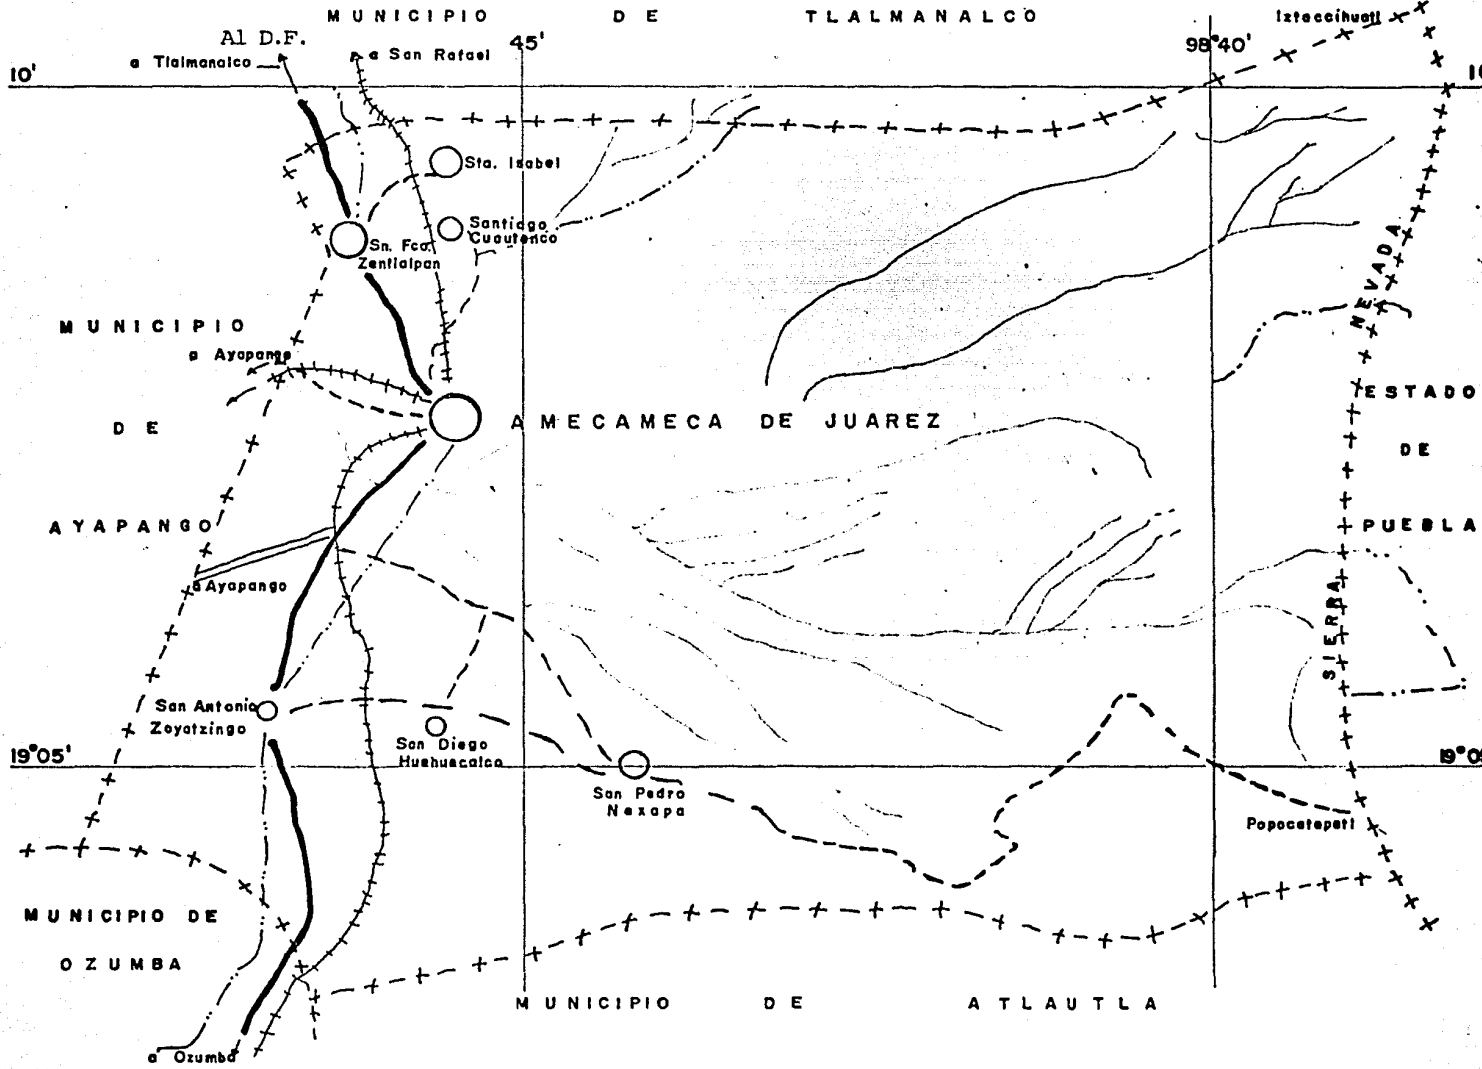 MUNICIPIO DE TLALMANALCO
Iztaccihuatl
Al D.F.
a Tlalmanalco
a San Rafael
45'
98°40'
10'
10
Sta. Isabel
Santiago
Cuautenco
Sn. Fco.
Zentlalpan
MUNICIPIO
a Ayapango
DE
AYAPANGO
AMECAMECA DE JUAREZ
SIERRA NEVADA
ESTADO
DE
PUEBLA
a Ayapango
San Antonio
Zoyatzingo
San Diego
Huehuecalco
19°05'
19°05
San Pedro
Nexapa
Popocatepetl
MUNICIPIO DE
OZUMBA
MUNICIPIO DE ATLAUTLA
a Ozumba